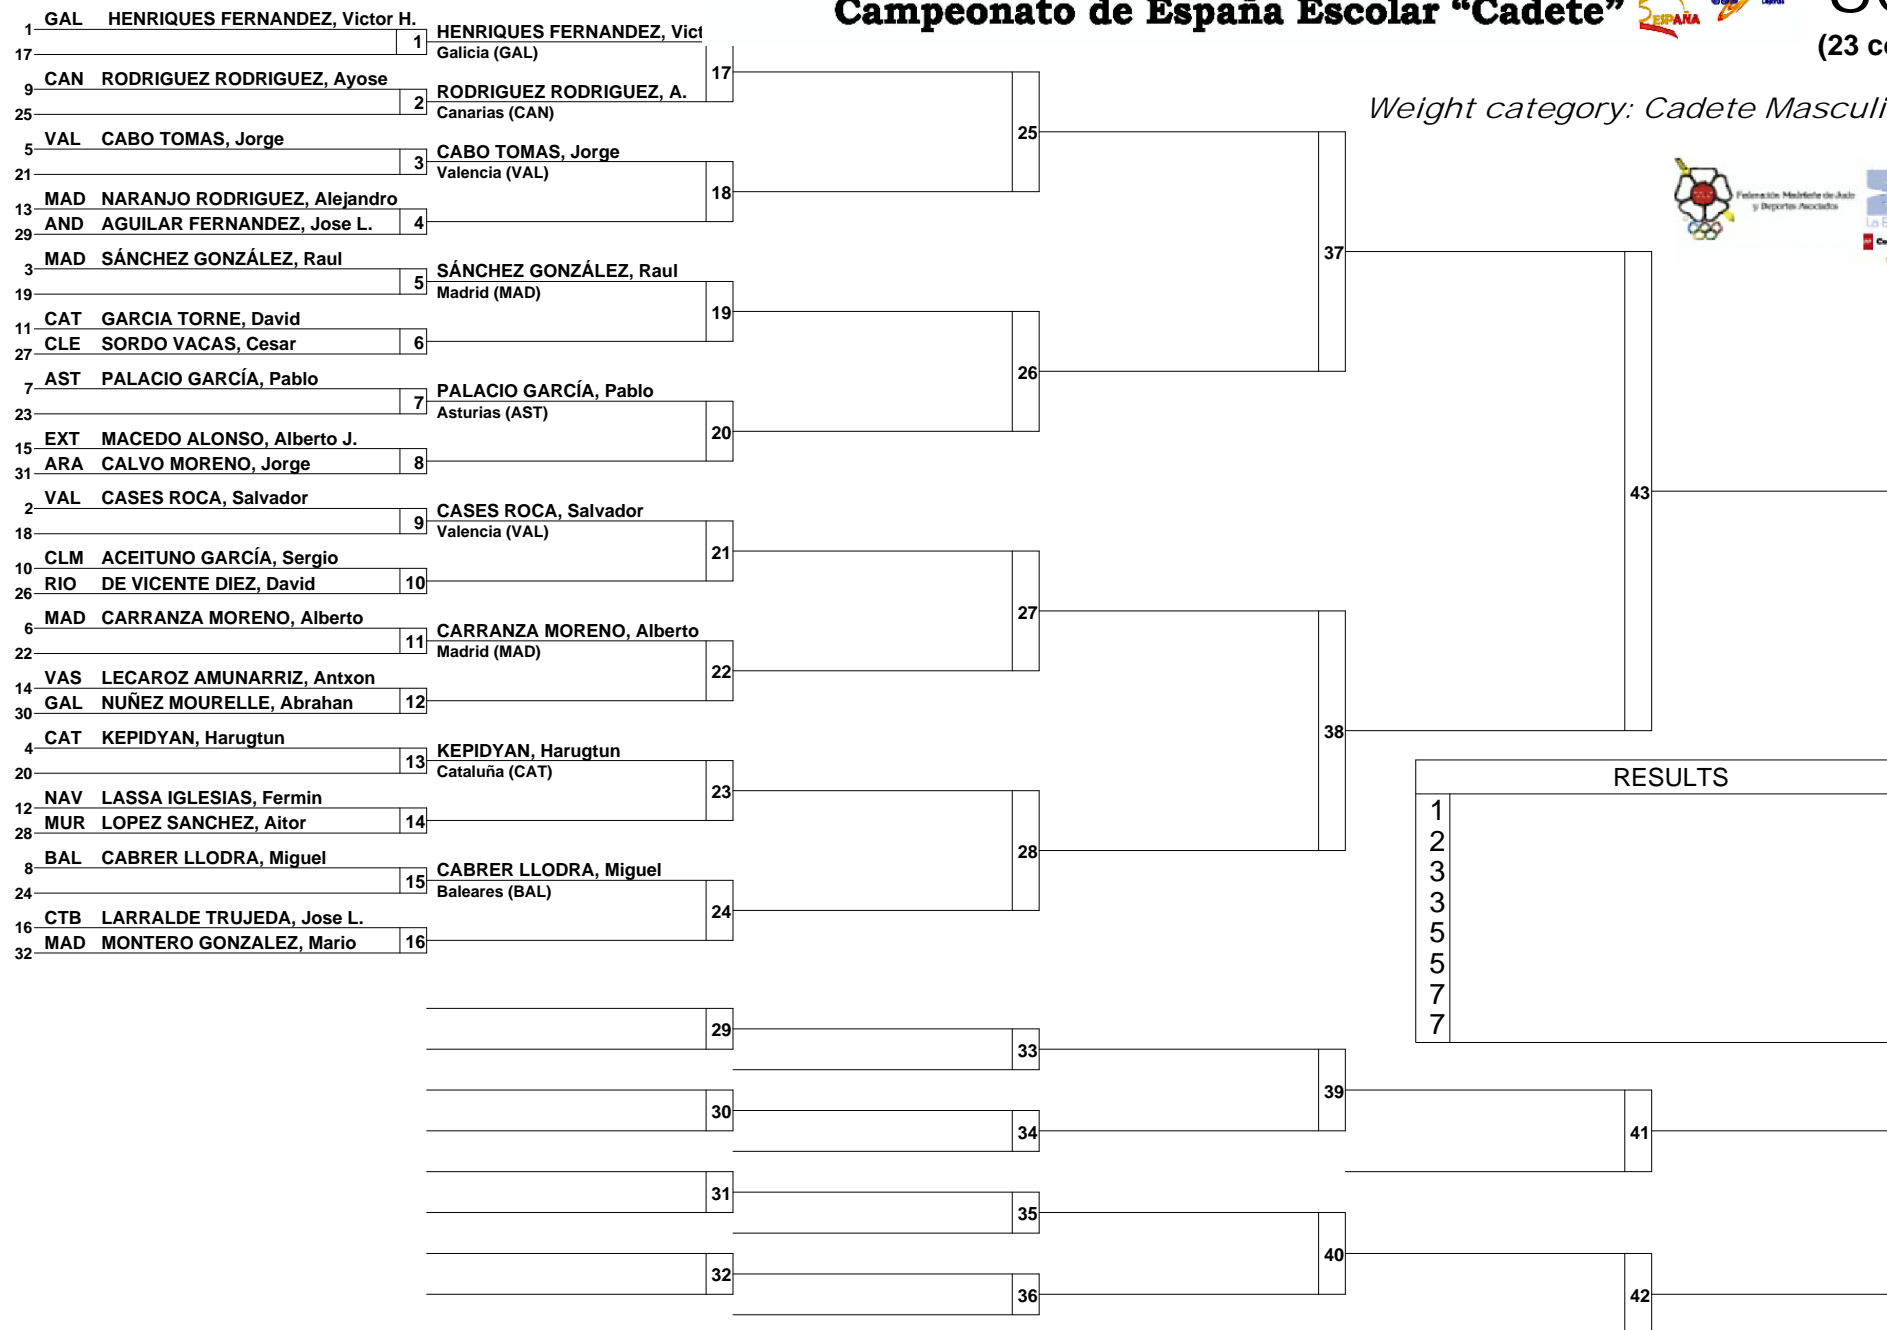 Campeonato de España Escolar “Cadete”
ESPAÑA
(23 c
Weight category: Cadete Masculi
Federación Madrileña de Judo
y Deportes Asociados
1 GAL HENRIQUES FERNANDEZ, Victor H.
17
1
HENRIQUES FERNANDEZ, Vict
Galicia (GAL)
9 CAN RODRIGUEZ RODRIGUEZ, Ayose
25
2
RODRIGUEZ RODRIGUEZ, A.
Canarias (CAN)
17
5 VAL CABO TOMAS, Jorge
21
3
CABO TOMAS, Jorge
Valencia (VAL)
13 MAD NARANJO RODRIGUEZ, Alejandro
29 AND AGUILAR FERNANDEZ, Jose L.
4
18
25
3 MAD SÁNCHEZ GONZÁLEZ, Raul
19
5
SÁNCHEZ GONZÁLEZ, Raul
Madrid (MAD)
11 CAT GARCIA TORNE, David
27 CLE SORDO VACAS, Cesar
6
19
7 AST PALACIO GARCÍA, Pablo
23
7
PALACIO GARCÍA, Pablo
Asturias (AST)
15 EXT MACEDO ALONSO, Alberto J.
31 ARA CALVO MORENO, Jorge
8
20
26
37
2 VAL CASES ROCA, Salvador
18
9
CASES ROCA, Salvador
Valencia (VAL)
10 CLM ACEITUNO GARCÍA, Sergio
26 RIO DE VICENTE DIEZ, David
10
21
6 MAD CARRANZA MORENO, Alberto
22
11
CARRANZA MORENO, Alberto
Madrid (MAD)
14 VAS LECAROZ AMUNARRIZ, Antxon
30 GAL NUÑEZ MOURELLE, Abrahan
12
22
27
4 CAT KEPIDYAN, Harugtun
20
13
KEPIDYAN, Harugtun
Cataluña (CAT)
12 NAV LASSA IGLESIAS, Fermin
28 MUR LOPEZ SANCHEZ, Aitor
14
23
8 BAL CABRER LLODRA, Miguel
24
15
CABRER LLODRA, Miguel
Baleares (BAL)
16 CTB LARRALDE TRUJEDA, Jose L.
32 MAD MONTERO GONZALEZ, Mario
16
24
28
38
43
RESULTS
1
2
3
3
5
5
7
7
29
33
30
34
39
41
31
35
32
36
40
42